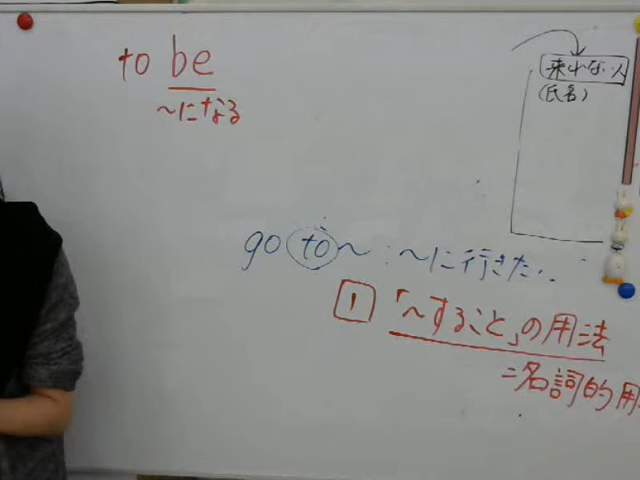 to be
~になる
来れない人
(氏名)
go to ~ : ~に行きたい.
1 「~すること」の用法
=名詞的用